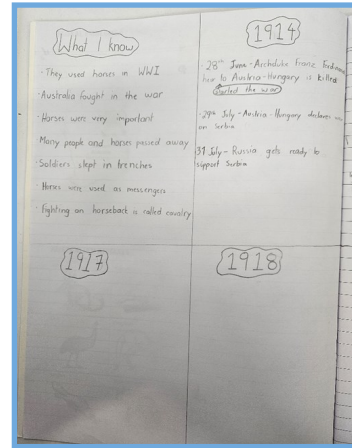 What I know
- They used horses in WWI
- Australia fought in the war
- Horses were very important
Many people and horses passed away
- Soldiers slept in trenches
- Horses were used as messengers
- Fighting on horseback is called cavalry
1914
- 28th June - Archduke Franz Ferdinand
heir to Austria-Hungary is killed
started the war
- 29th July - Austria-Hungary declares war
on Serbia
31 July - Russia gets ready to
support Serbia
1917
1918